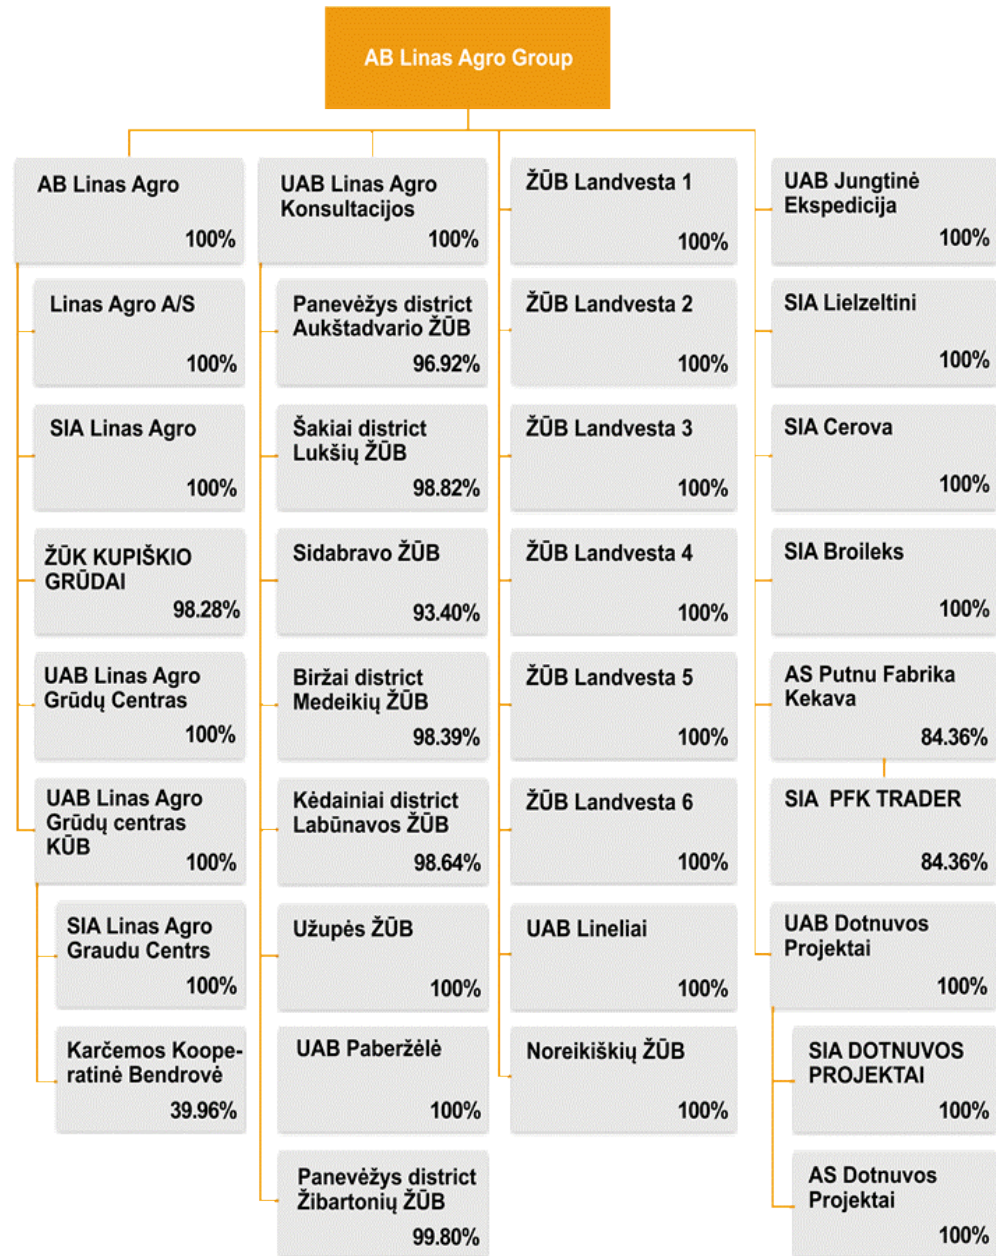 AB Linas Agro Group
AB Linas Agro
100%
Linas Agro A/S
100%
SIA Linas Agro
100%
ŽŪK KUPIŠKIO
GRŪDAI
98.28%
UAB Linas Agro
Grūdų Centras
100%
UAB Linas Agro
Grūdų centras
KŪB
100%
SIA Linas Agro
Graudu Centrs
100%
Karčemos Koope-
ratinė Bendrovė
39.96%
UAB Linas Agro
Konsultacijos
100%
Panevėžys district
Aukštadvario ŽŪB
96.92%
Šakiai district
Lukšių ŽŪB
98.82%
Sidabravo ŽŪB
93.40%
Biržai district
Medeikių ŽŪB
98.39%
Kėdainiai district
Labūnavos ŽŪB
98.64%
Užupės ŽŪB
100%
UAB Paberžėlė
100%
Panevėžys district
Žibartonių ŽŪB
99.80%
ŽŪB Landvesta 1
100%
ŽŪB Landvesta 2
100%
ŽŪB Landvesta 3
100%
ŽŪB Landvesta 4
100%
ŽŪB Landvesta 5
100%
ŽŪB Landvesta 6
100%
UAB Lineliai
100%
Noreikiškių ŽŪB
100%
UAB Jungtinė
Ekspedicija
100%
SIA Lielzeltini
100%
SIA Cerova
100%
SIA Broileks
100%
AS Putnu Fabrika
Kekava
84.36%
SIA PFK TRADER
84.36%
UAB Dotnuvos
Projektai
100%
SIA DOTNUVOS
PROJEKTAI
100%
AS Dotnuvos
Projektai
100%